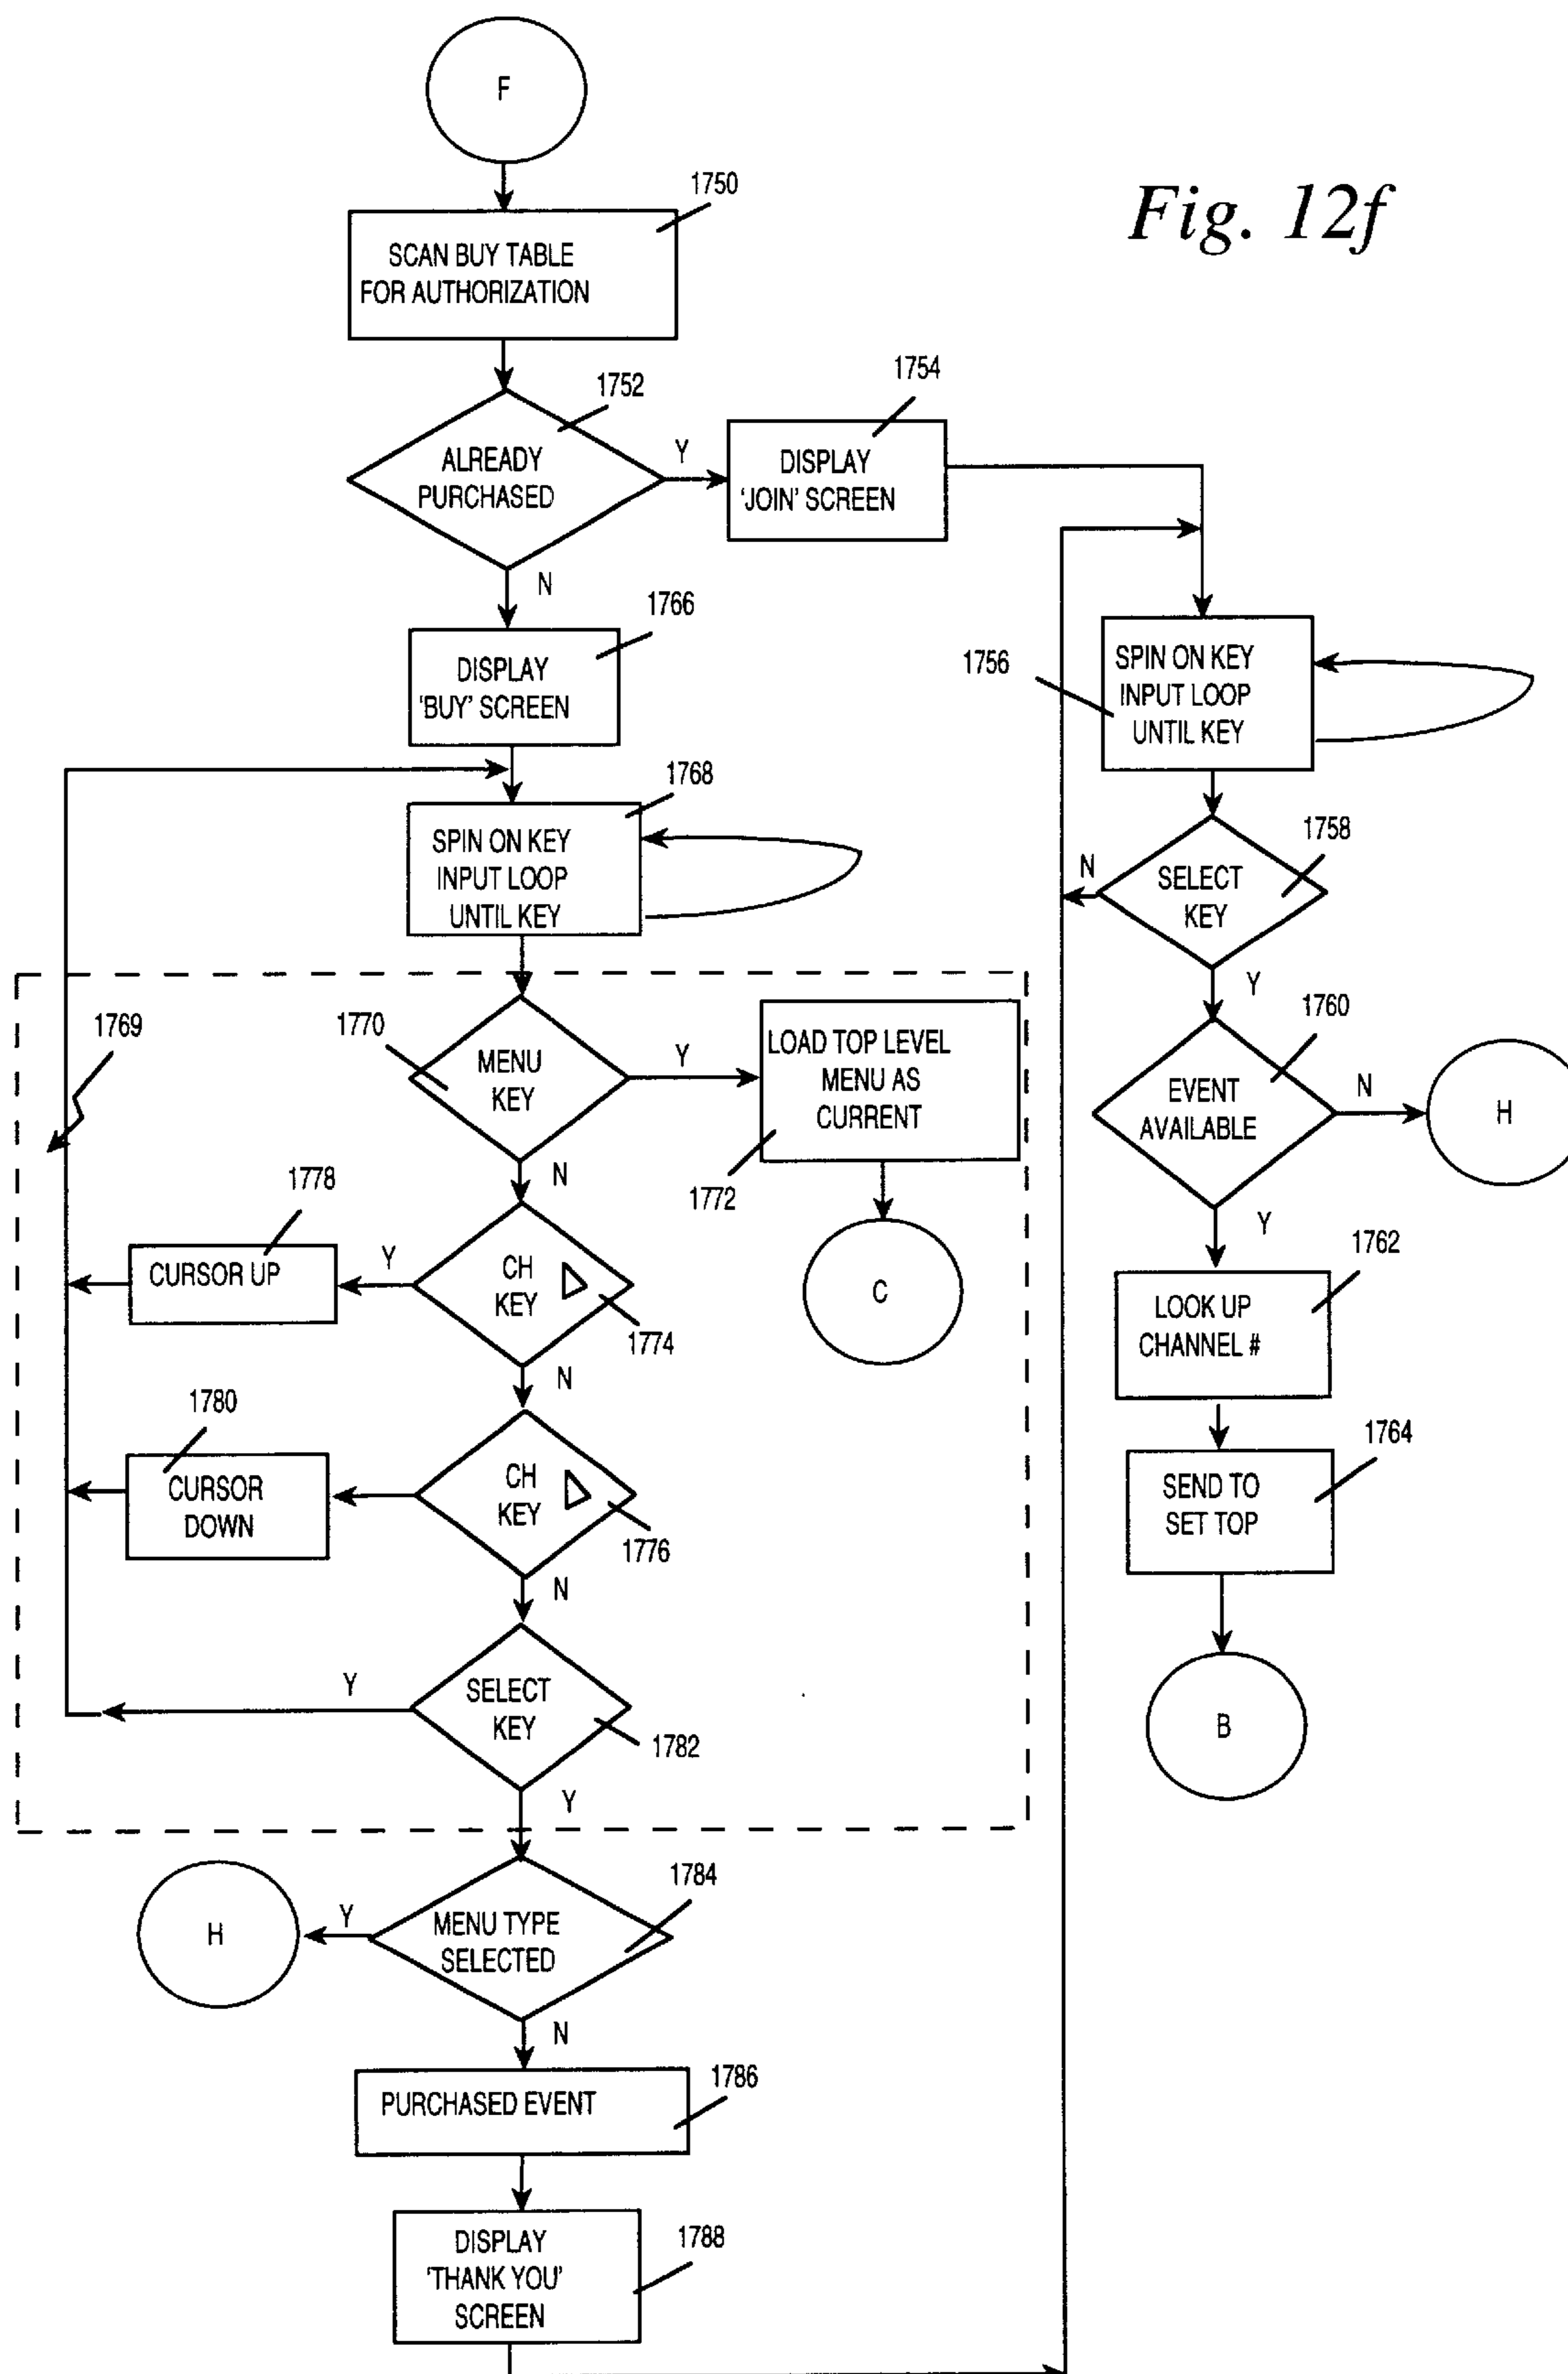 F
Fig. 12f
1750
SCAN BUY TABLE
FOR AUTHORIZATION
1752
ALREADY
PURCHASED
Y
N
1754
DISPLAY
'JOIN' SCREEN
1766
DISPLAY
'BUY' SCREEN
1768
SPIN ON KEY
INPUT LOOP
UNTIL KEY
1769
1770
MENU
KEY
Y
N
LOAD TOP LEVEL
MENU AS
CURRENT
1772
C
1778
CURSOR UP
Y
CH
KEY
1774
N
1780
CURSOR
DOWN
CH
KEY
1776
N
Y
SELECT
KEY
1782
Y
H
Y
MENU TYPE
SELECTED
1784
N
PURCHASED EVENT
1786
DISPLAY
'THANK YOU'
SCREEN
1788
1756
SPIN ON KEY
INPUT LOOP
UNTIL KEY
1758
N
SELECT
KEY
Y
1760
EVENT
AVAILABLE
N
H
Y
1762
LOOK UP
CHANNEL #
1764
SEND TO
SET TOP
B